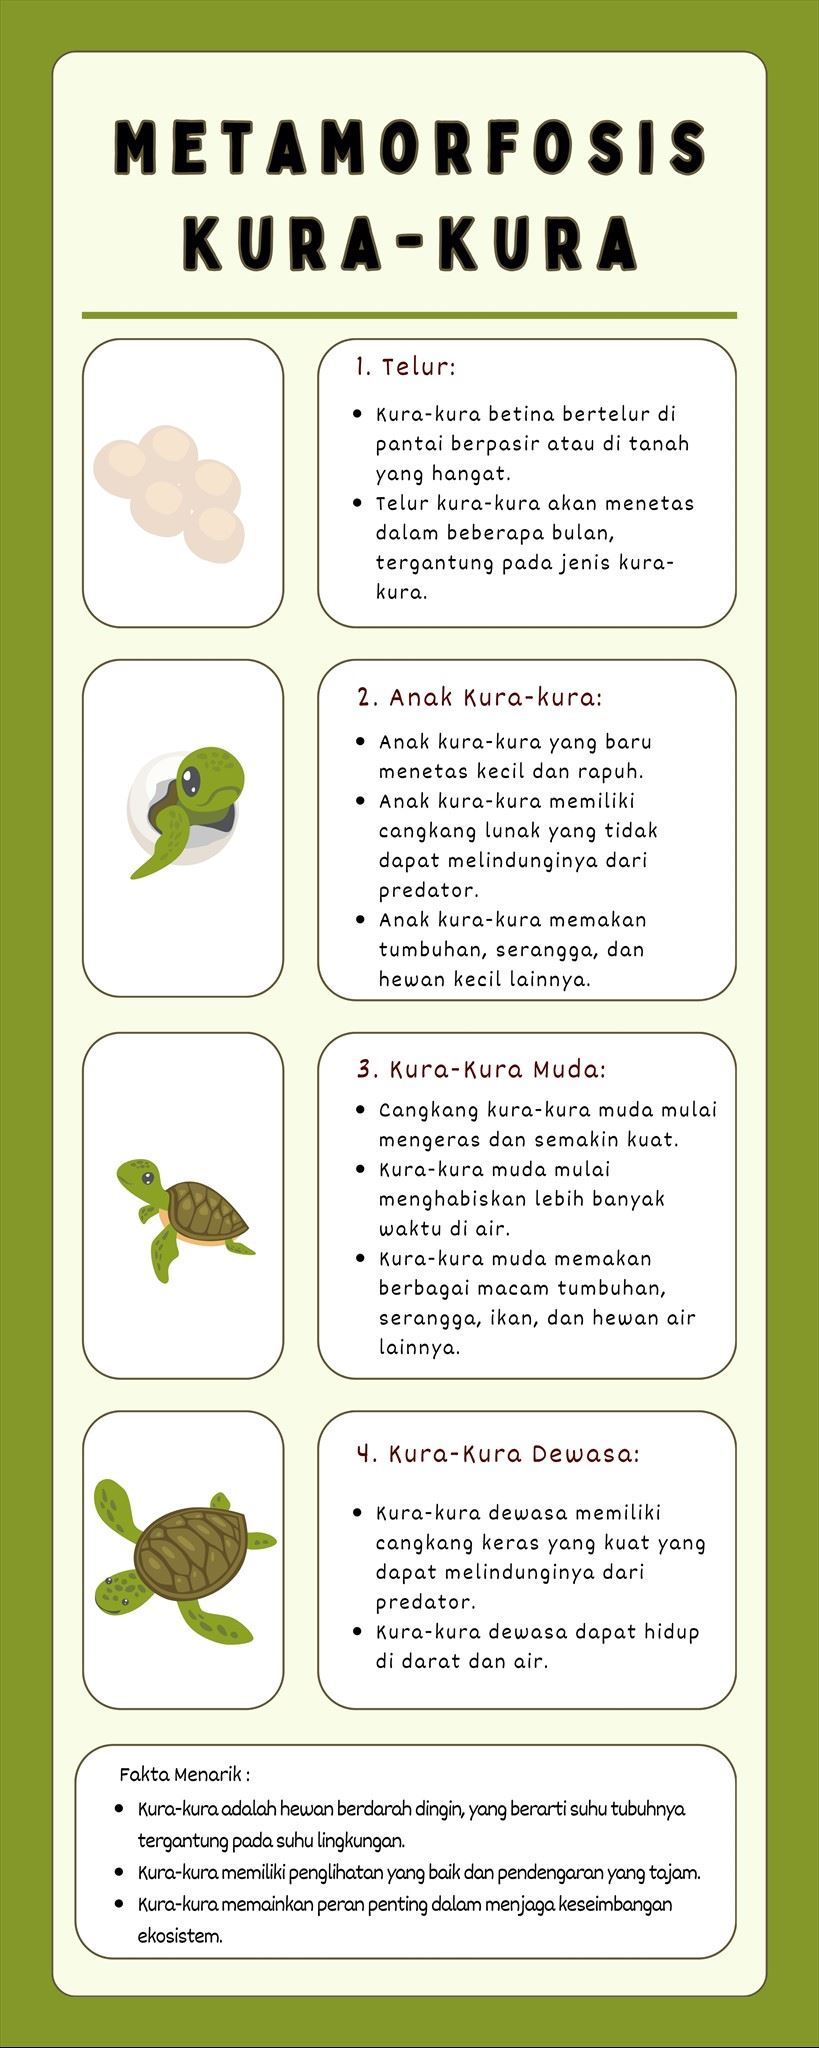 METAMORFOSIS
KURA-KURA
1. Telur:
• Kura-kura betina bertelur di
pantai berpasir atau di tanah
yang hangat.
• Telur kura-kura akan menetas
dalam beberapa bulan,
tergantung pada jenis kura-
kura.
2. Anak Kura-kura:
• Anak kura-kura yang baru
menetas kecil dan rapuh.
• Anak kura-kura memiliki
cangkang lunak yang tidak
dapat melindunginya dari
predator.
• Anak kura-kura memakan
tumbuhan, serangga, dan
hewan kecil lainnya.
3. Kura-Kura Muda:
• Cangkang kura-kura muda mulai
mengeras dan semakin kuat.
• Kura-kura muda mulai
menghabiskan lebih banyak
waktu di air.
• Kura-kura muda memakan
berbagai macam tumbuhan,
serangga, ikan, dan hewan air
lainnya.
4. Kura-Kura Dewasa:
• Kura-kura dewasa memiliki
cangkang keras yang kuat yang
dapat melindunginya dari
predator.
• Kura-kura dewasa dapat hidup
di darat dan air.
Fakta Menarik :
• Kura-kura adalah hewan berdarah dingin, yang berarti suhu tubuhnya
tergantung pada suhu lingkungan.
• Kura-kura memiliki penglihatan yang baik dan pendengaran yang tajam.
• Kura-kura memainkan peran penting dalam menjaga keseimbangan
ekosistem.